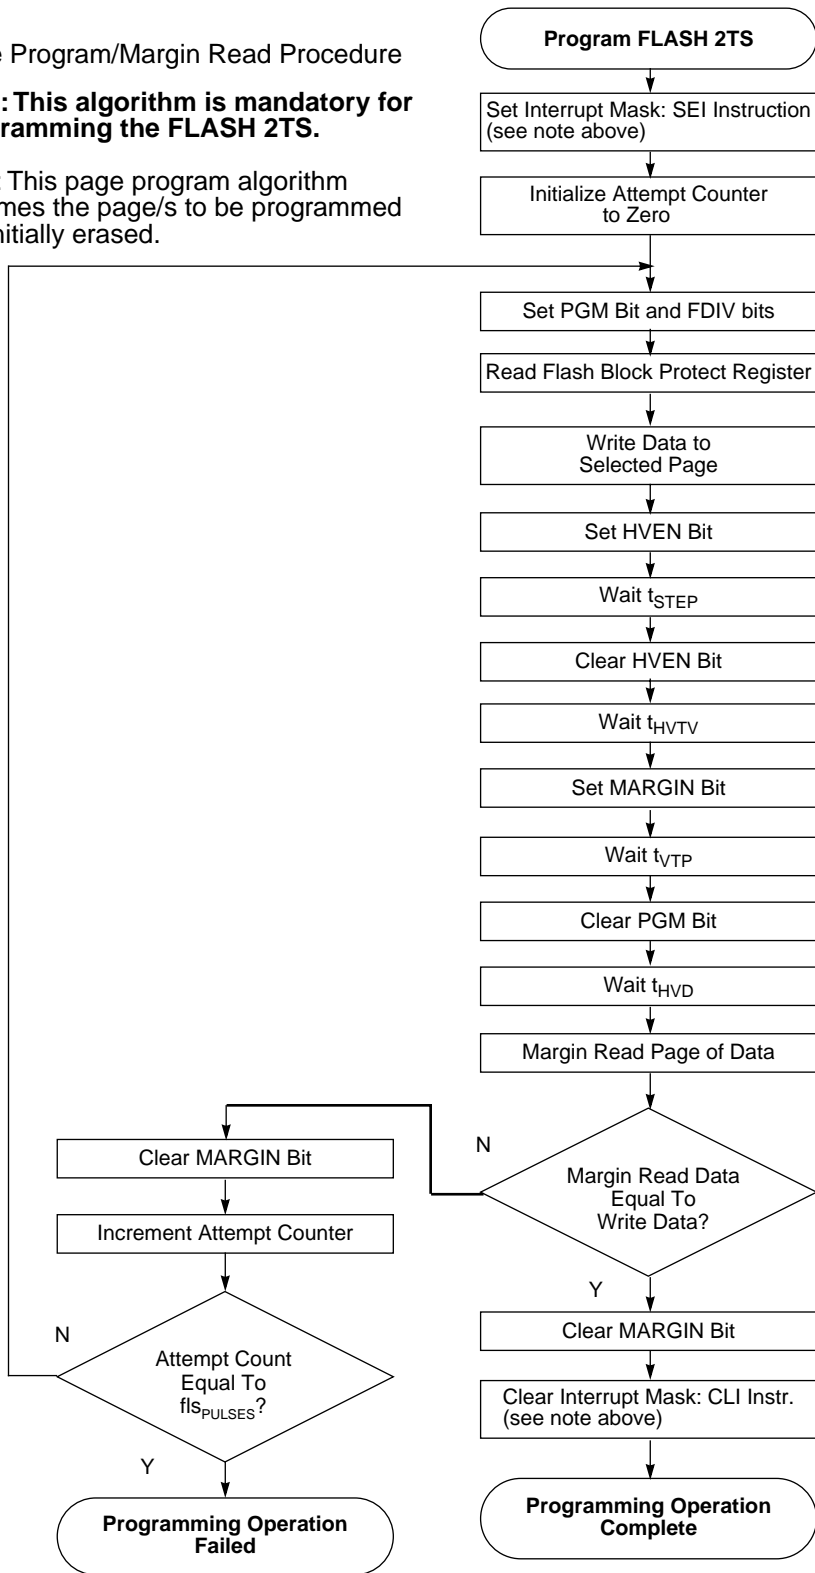 Program/Margin Read Procedure
: This algorithm is mandatory for
the FLASH 2TS.
This page program algorithm
the page/s to be programmed
erased.
Program FLASH 2TS
Set Interrupt Mask: SEI Instruction
(see note above)
Initialize Attempt Counter
to Zero
Set PGM Bit and FDIV bits
Read Flash Block Protect Register
Write Data to
Selected Page
Set HVEN Bit
Wait tSTEP
Clear HVEN Bit
Wait tHVTV
Set MARGIN Bit
Wait tVTP
Clear PGM Bit
Wait tHVD
Margin Read Page of Data
N
Margin Read Data
Equal To
Write Data?
Y
Clear MARGIN Bit
Clear Interrupt Mask: CLI Instr.
(see note above)
Programming Operation
Complete
Clear MARGIN Bit
Increment Attempt Counter
N
Attempt Count
Equal To
flsPULSES?
Y
Programming Operation
Failed